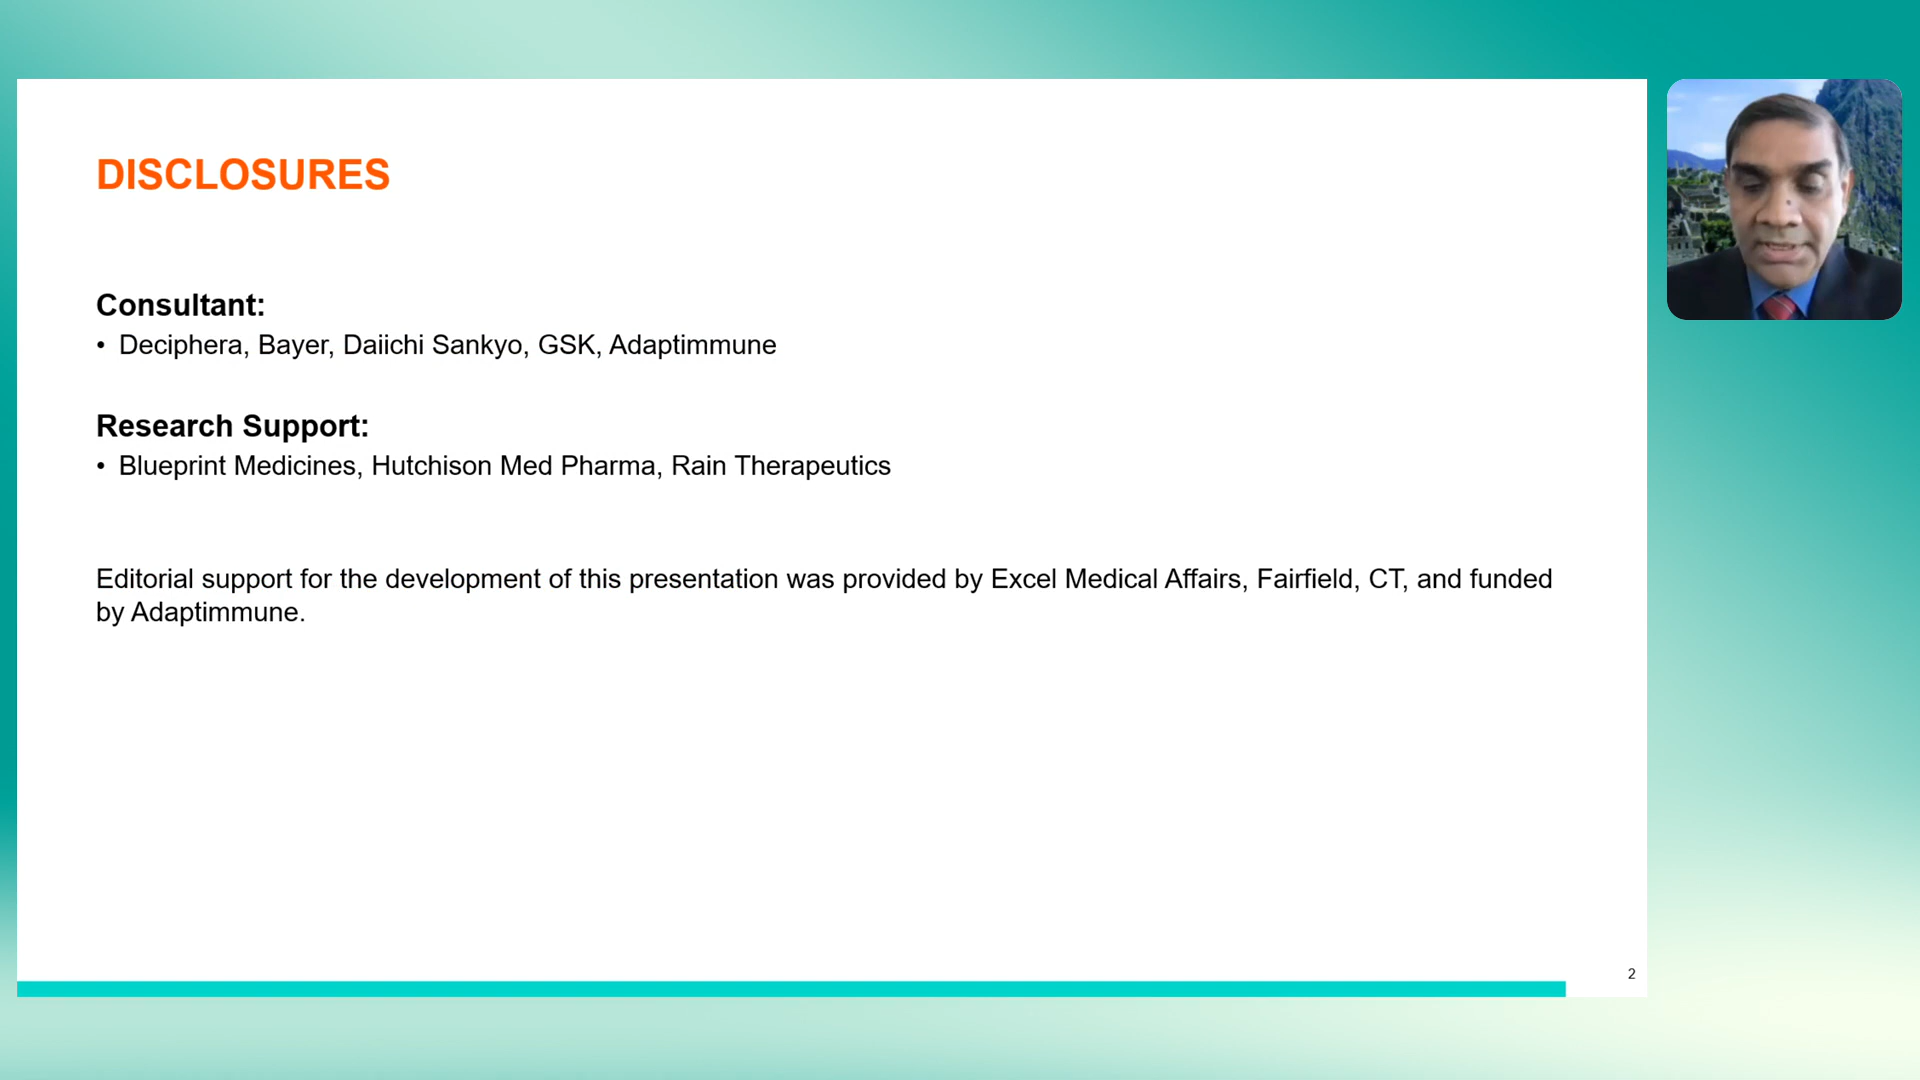 DISCLOSURES
Consultant:
• Deciphera, Bayer, Daiichi Sankyo, GSK, Adaptimmune
Research Support:
• Blueprint Medicines, Hutchison Med Pharma, Rain Therapeutics
Editorial support for the development of this presentation was provided by Excel Medical Affairs, Fairfield, CT, and funded
by Adaptimmune.
2